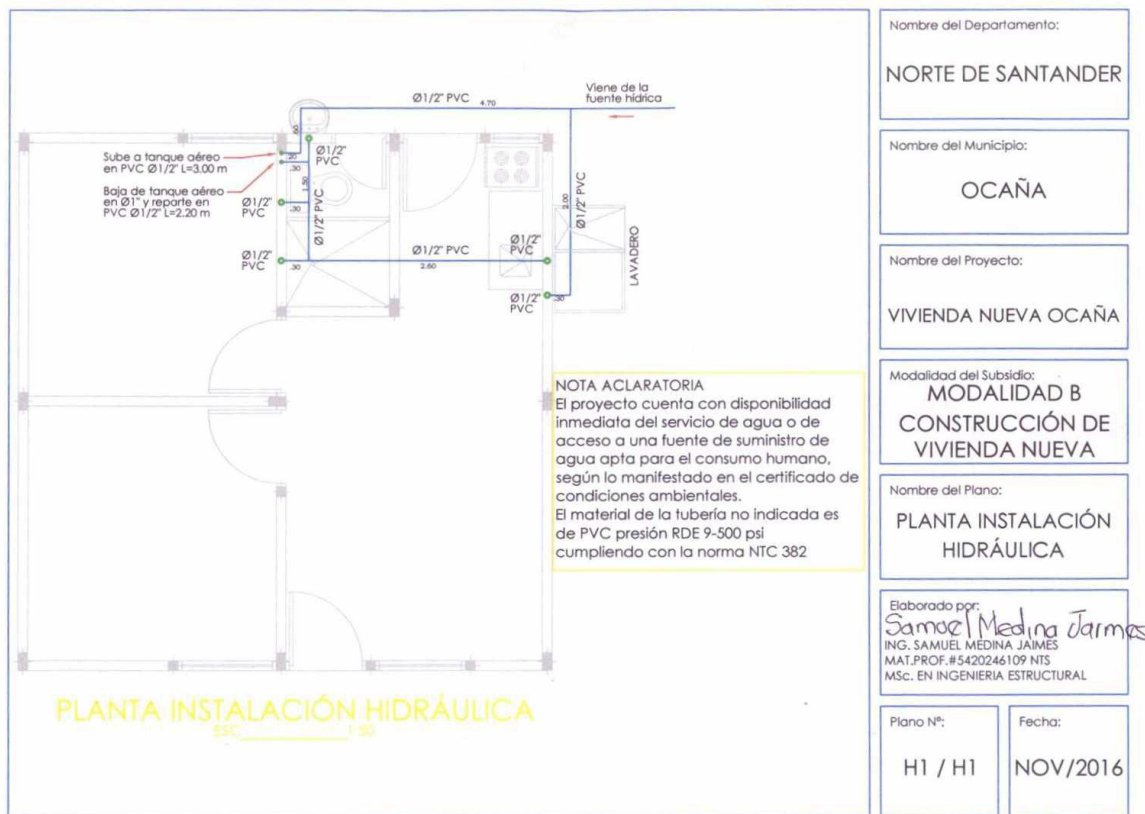 Viene de la
fuente hídrica
Ø1/2" PVC 4.70
.60
Sube a tanque aéreo
en PVC Ø1/2" L=3.00 m
.20
Ø1/2"
PVC
.30
Baja de tanque aéreo
en Ø1" y reparte en
PVC Ø1/2" L=2.20 m
1.50
Ø1/2"
PVC
.30
Ø1/2" PVC
2.00
Ø1/2" PVC
LAVADERO
Ø1/2"
PVC
.30
Ø1/2" PVC
2.60
Ø1/2"
PVC
Ø1/2"
PVC
.30
NOTA ACLARATORIA
El proyecto cuenta con disponibilidad
inmediata del servicio de agua o de
acceso a una fuente de suministro de
agua apta para el consumo humano,
según lo manifestado en el certificado de
condiciones ambientales.
El material de la tubería no indicada es
de PVC presión RDE 9-500 psi
cumpliendo con la norma NTC 382
PLANTA INSTALACIÓN HIDRÁULICA
ESC
Nombre del Departamento:
NORTE DE SANTANDER
Nombre del Municipio:
OCAÑA
Nombre del Proyecto:
VIVIENDA NUEVA OCAÑA
Modalidad del Subsidio:
MODALIDAD B
CONSTRUCCIÓN DE
VIVIENDA NUEVA
Nombre del Plano:
PLANTA INSTALACIÓN
HIDRÁULICA
Elaborado por:
Samuel Medina Jaimes
ING. SAMUEL MEDINA JAIMES
MAT.PROF.#5420246109 NTS
MSc. EN INGENIERIA ESTRUCTURAL
Plano Nº:
H1 / H1
Fecha:
NOV/2016